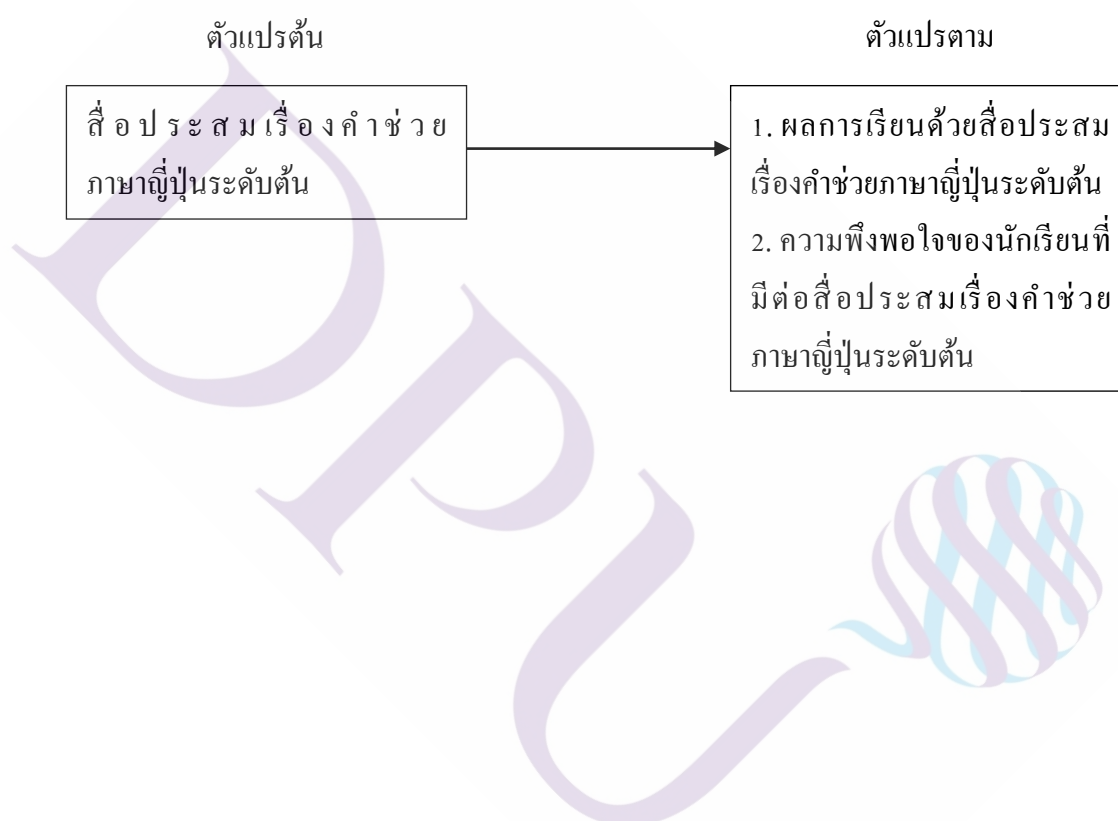 ตัวแปรต้น
ตัวแปรตาม
สื่อประสมเรื่องคำช่วย
ภาษาญี่ปุ่นระดับต้น
1. ผลการเรียนด้วยสื่อประสม
เรื่องคำช่วยภาษาญี่ปุ่นระดับต้น
2. ความพึงพอใจของนักเรียนที่
มีต่อสื่อประสมเรื่องคำช่วย
ภาษาญี่ปุ่นระดับต้น
DPU